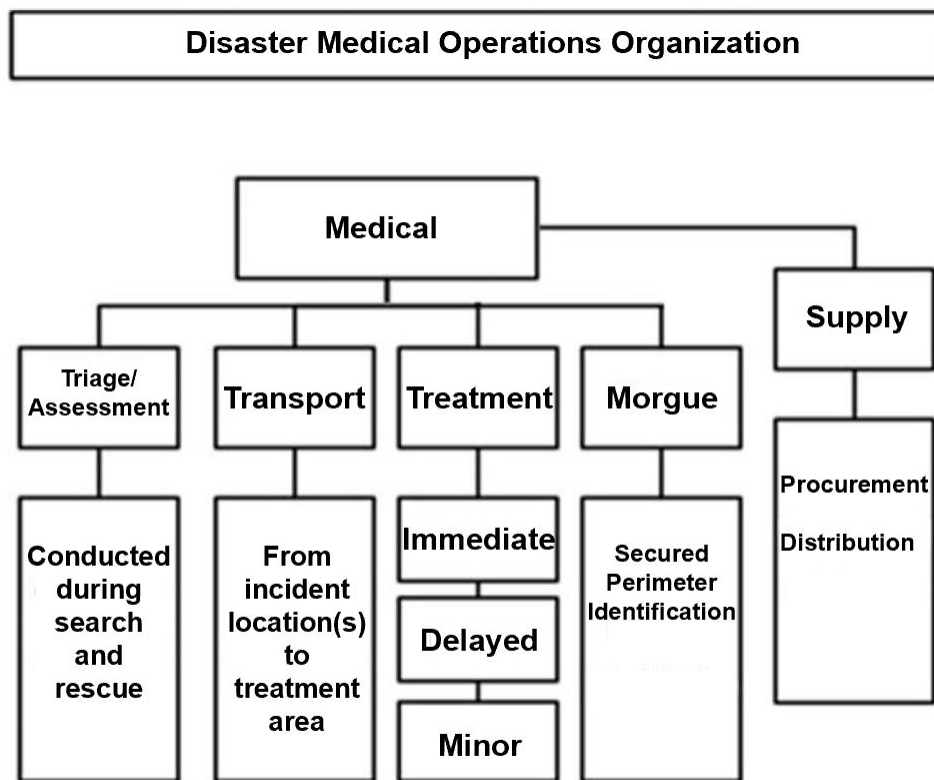 Disaster Medical Operations Organization
Medical
Supply
Triage/
Assessment
Transport
Treatment
Morgue
Procurement
Distribution
Conducted
during
search
and
rescue
From
incident
location(s)
to
treatment
area
Immediate
Delayed
Minor
Secured
Perimeter
Identification